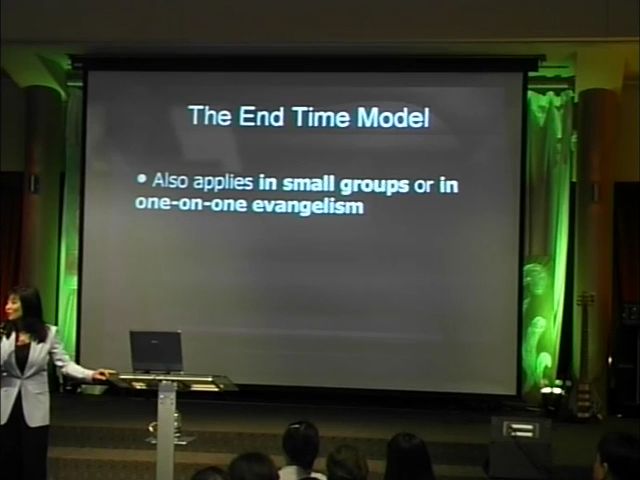 The End Time Model
• Also applies in small groups or in
one-on-one evangelism